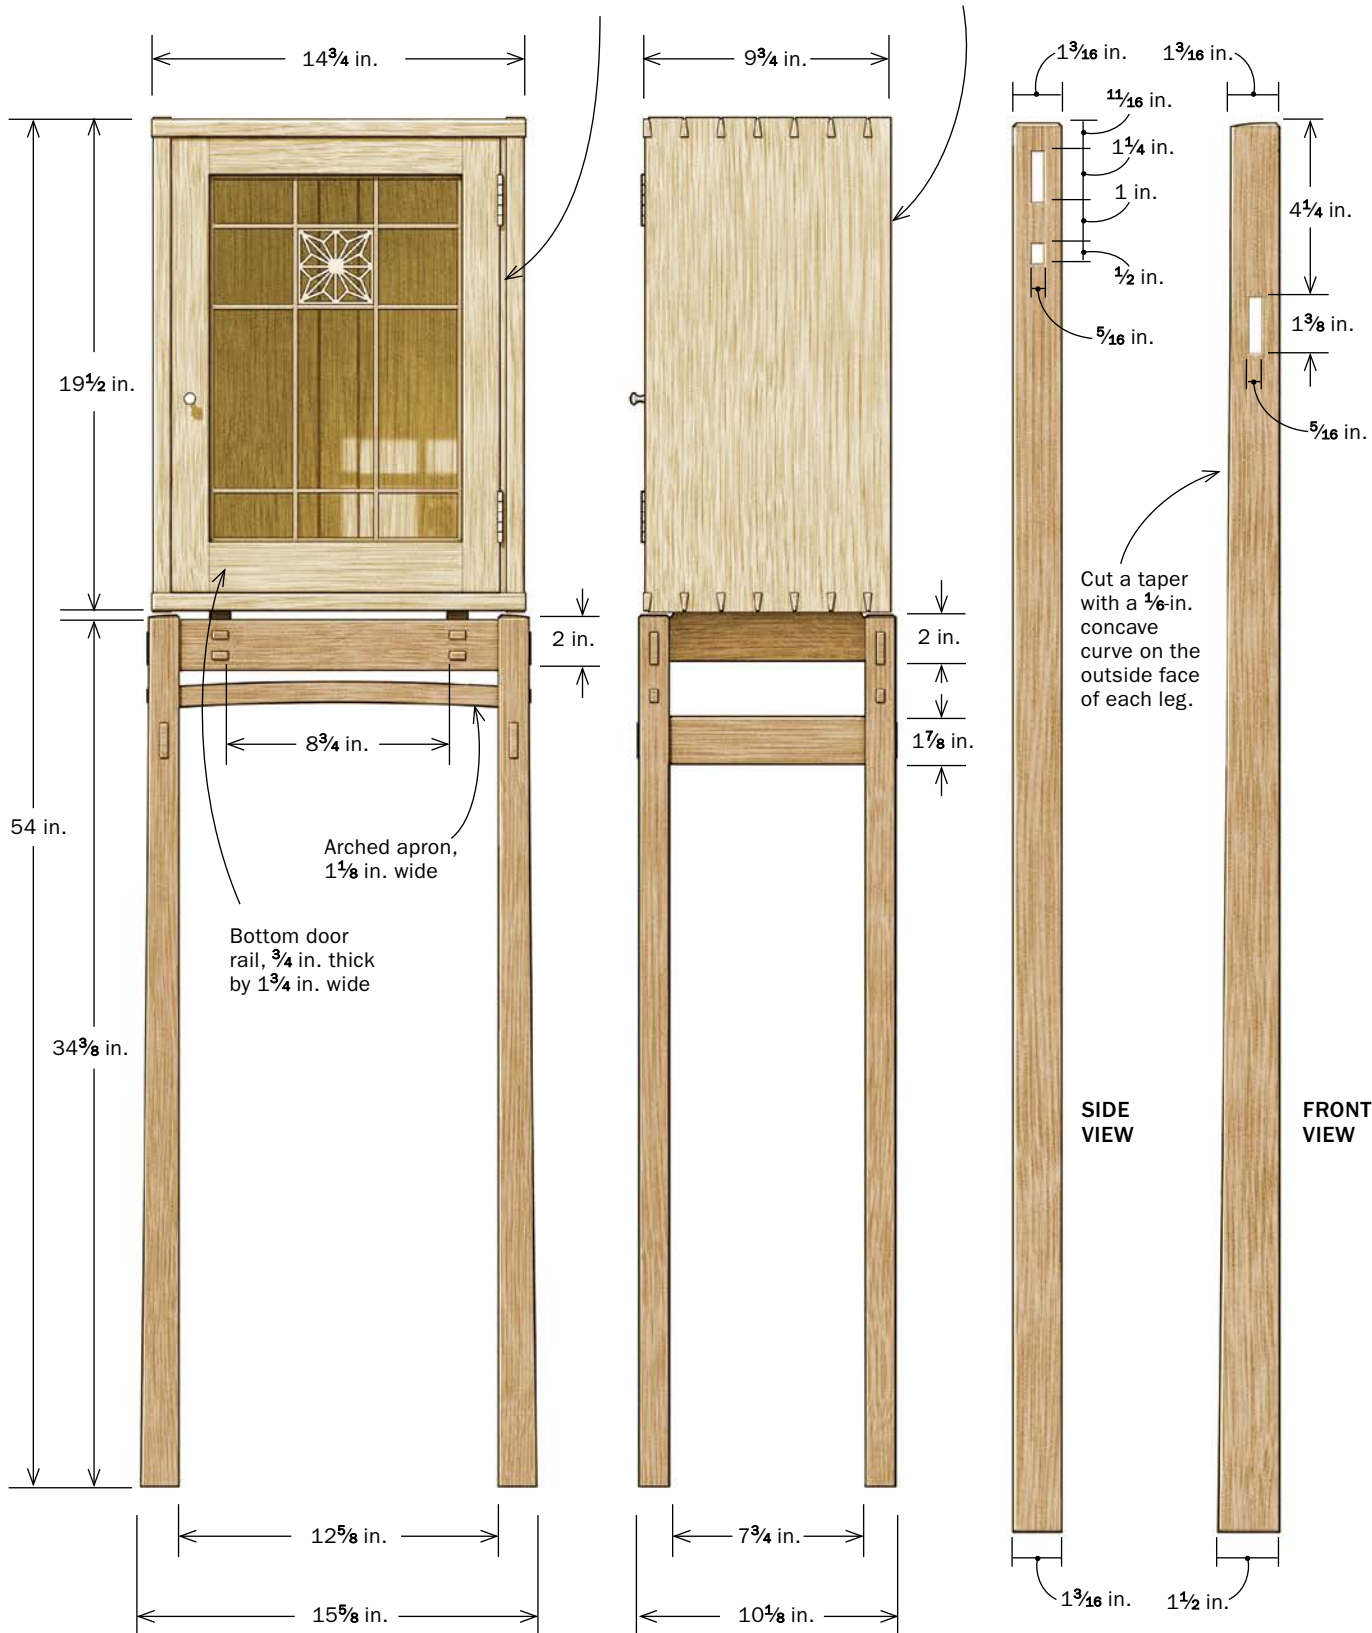 14¾ in.
9¾ in.
1³⁄₁₆ in.
1³⁄₁₆ in.
¹¹⁄₁₆ in.
1¼ in.
1 in.
½ in.
⁵⁄₁₆ in.
4¼ in.
1⅜ in.
⁵⁄₁₆ in.
19½ in.
2 in.
2 in.
Cut a taper
with a ⅙-in.
concave
curve on the
outside face
of each leg.
8¾ in.
1⅞ in.
54 in.
Arched apron,
1⅛ in. wide
Bottom door
rail, ¾ in. thick
by 1¾ in. wide
34⅜ in.
SIDE
VIEW
FRONT
VIEW
12⅝ in.
7¾ in.
15⅝ in.
10⅛ in.
1³⁄₁₆ in.
1½ in.